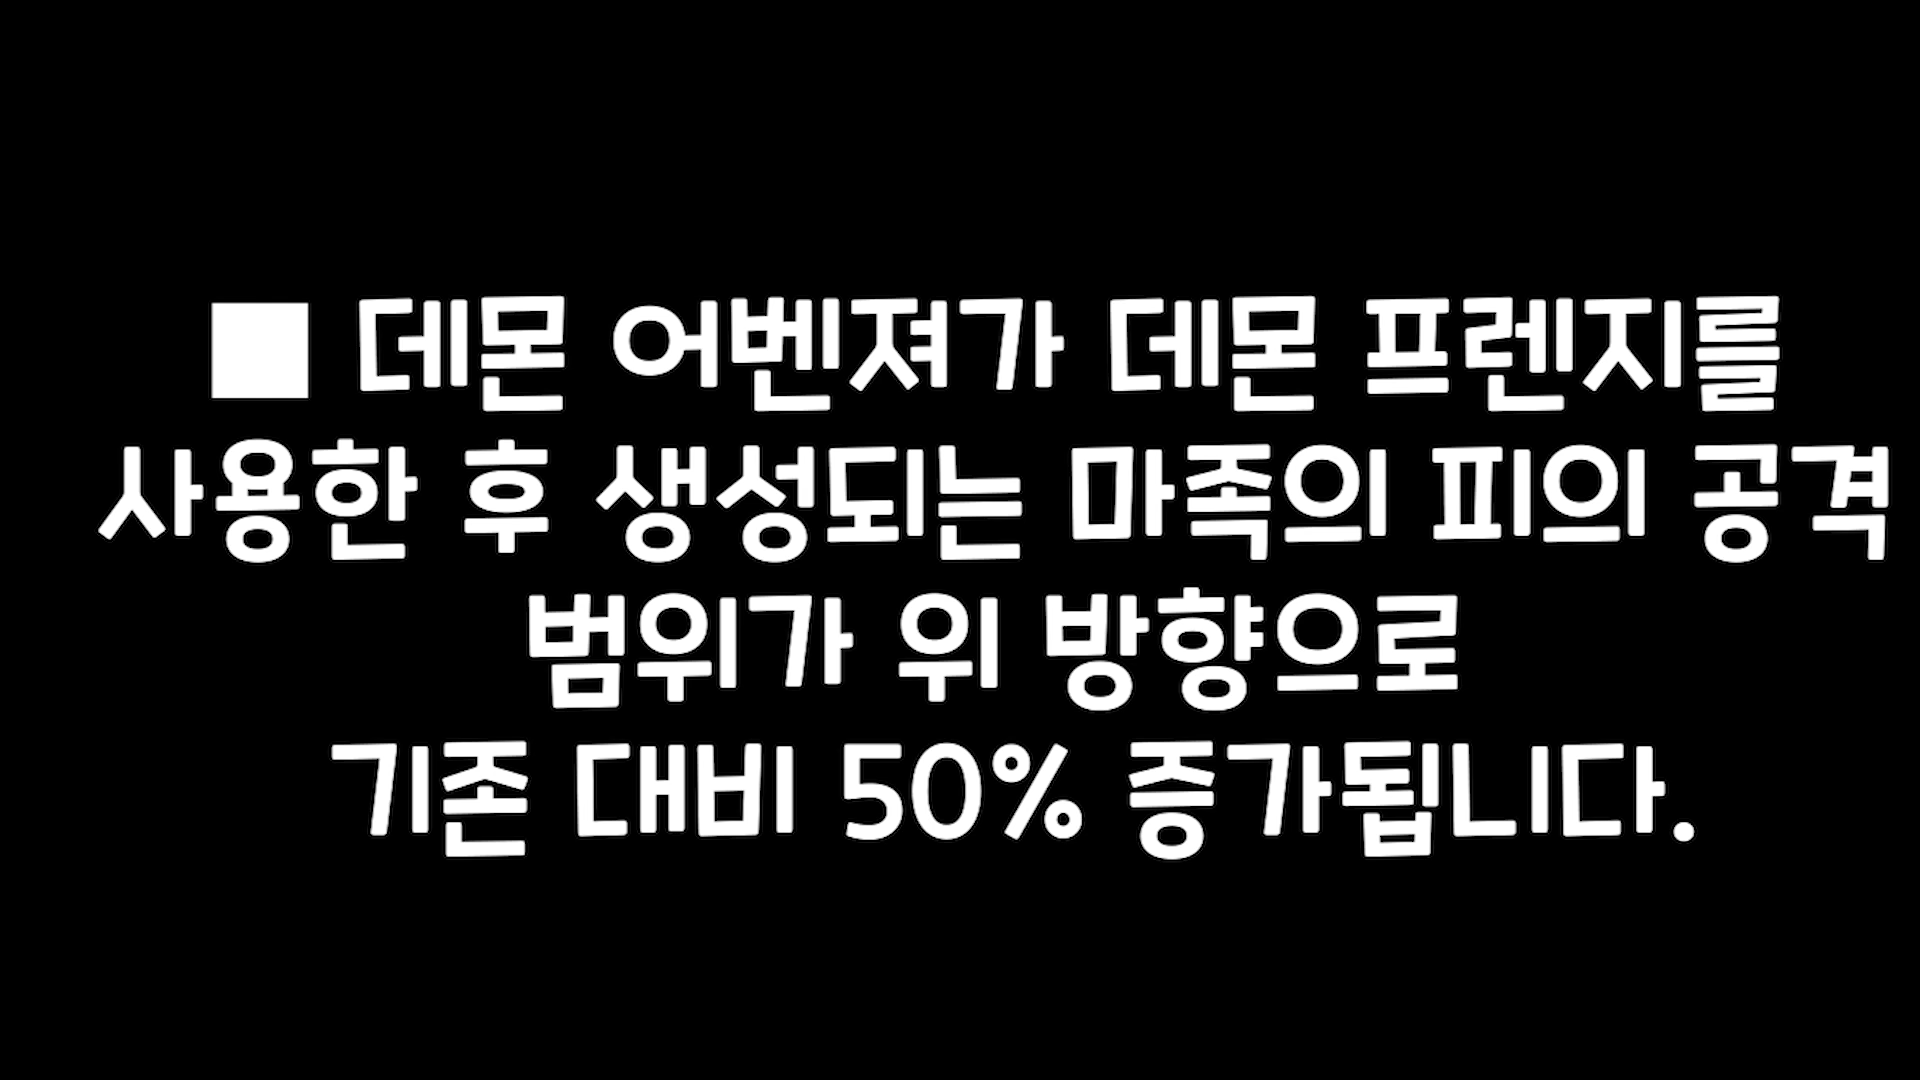 ■ 데몬 어벤져가 데몬 프렌지를
사용한 후 생성되는 마족의 피의 공격
범위가 위 방향으로
기존 대비 50% 증가됩니다.